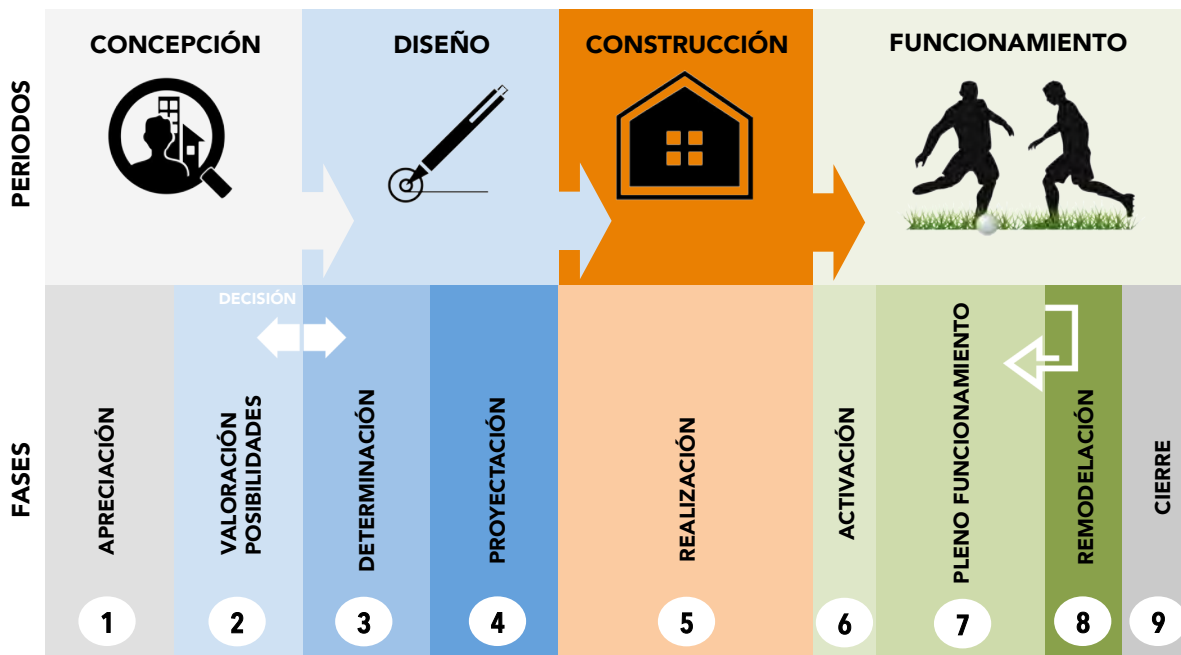 PERIODOS
CONCEPCIÓN
DISEÑO
CONSTRUCCIÓN
FUNCIONAMIENTO
FASES
DECISIÓN
APRECIACIÓN
VALORACIÓN
POSIBILIDADES
DETERMINACIÓN
PROYECTACIÓN
REALIZACIÓN
ACTIVACIÓN
PLENO FUNCIONAMIENTO
REMODELACIÓN
CIERRE
1
2
3
4
5
6
7
8
9